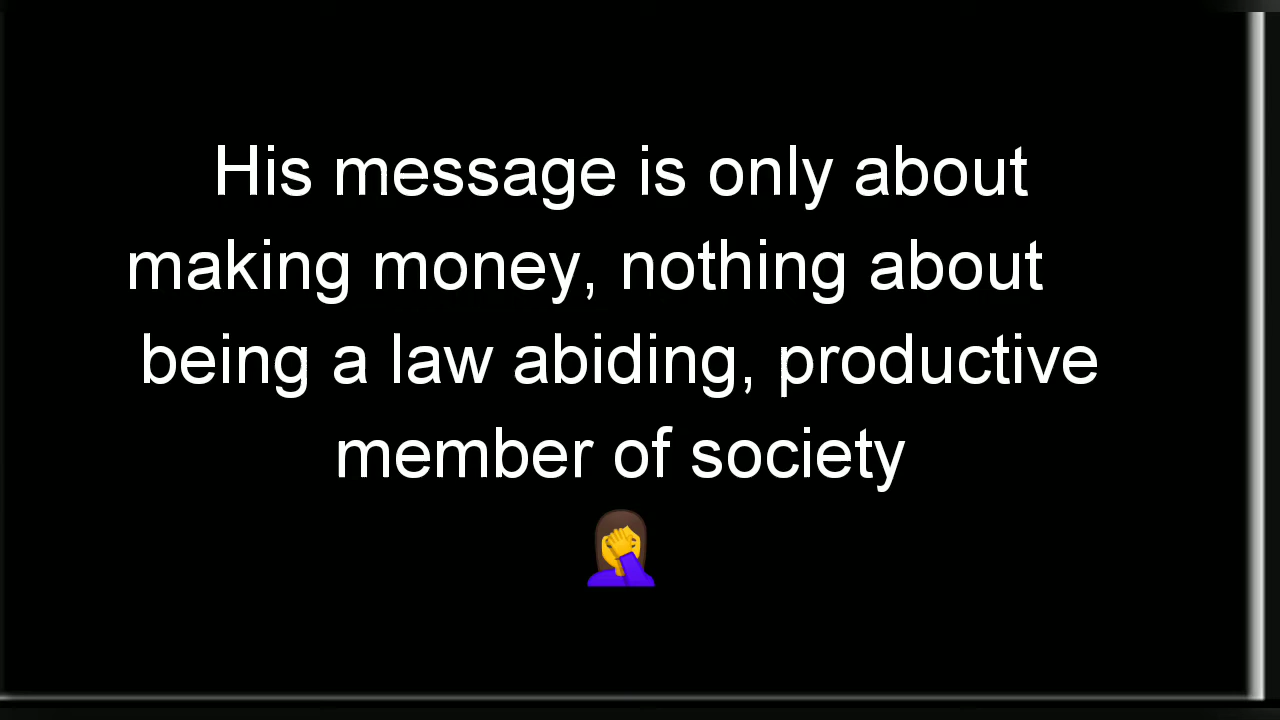 His message is only about
making money, nothing about
being a law abiding, productive
member of society
🤦‍♀️